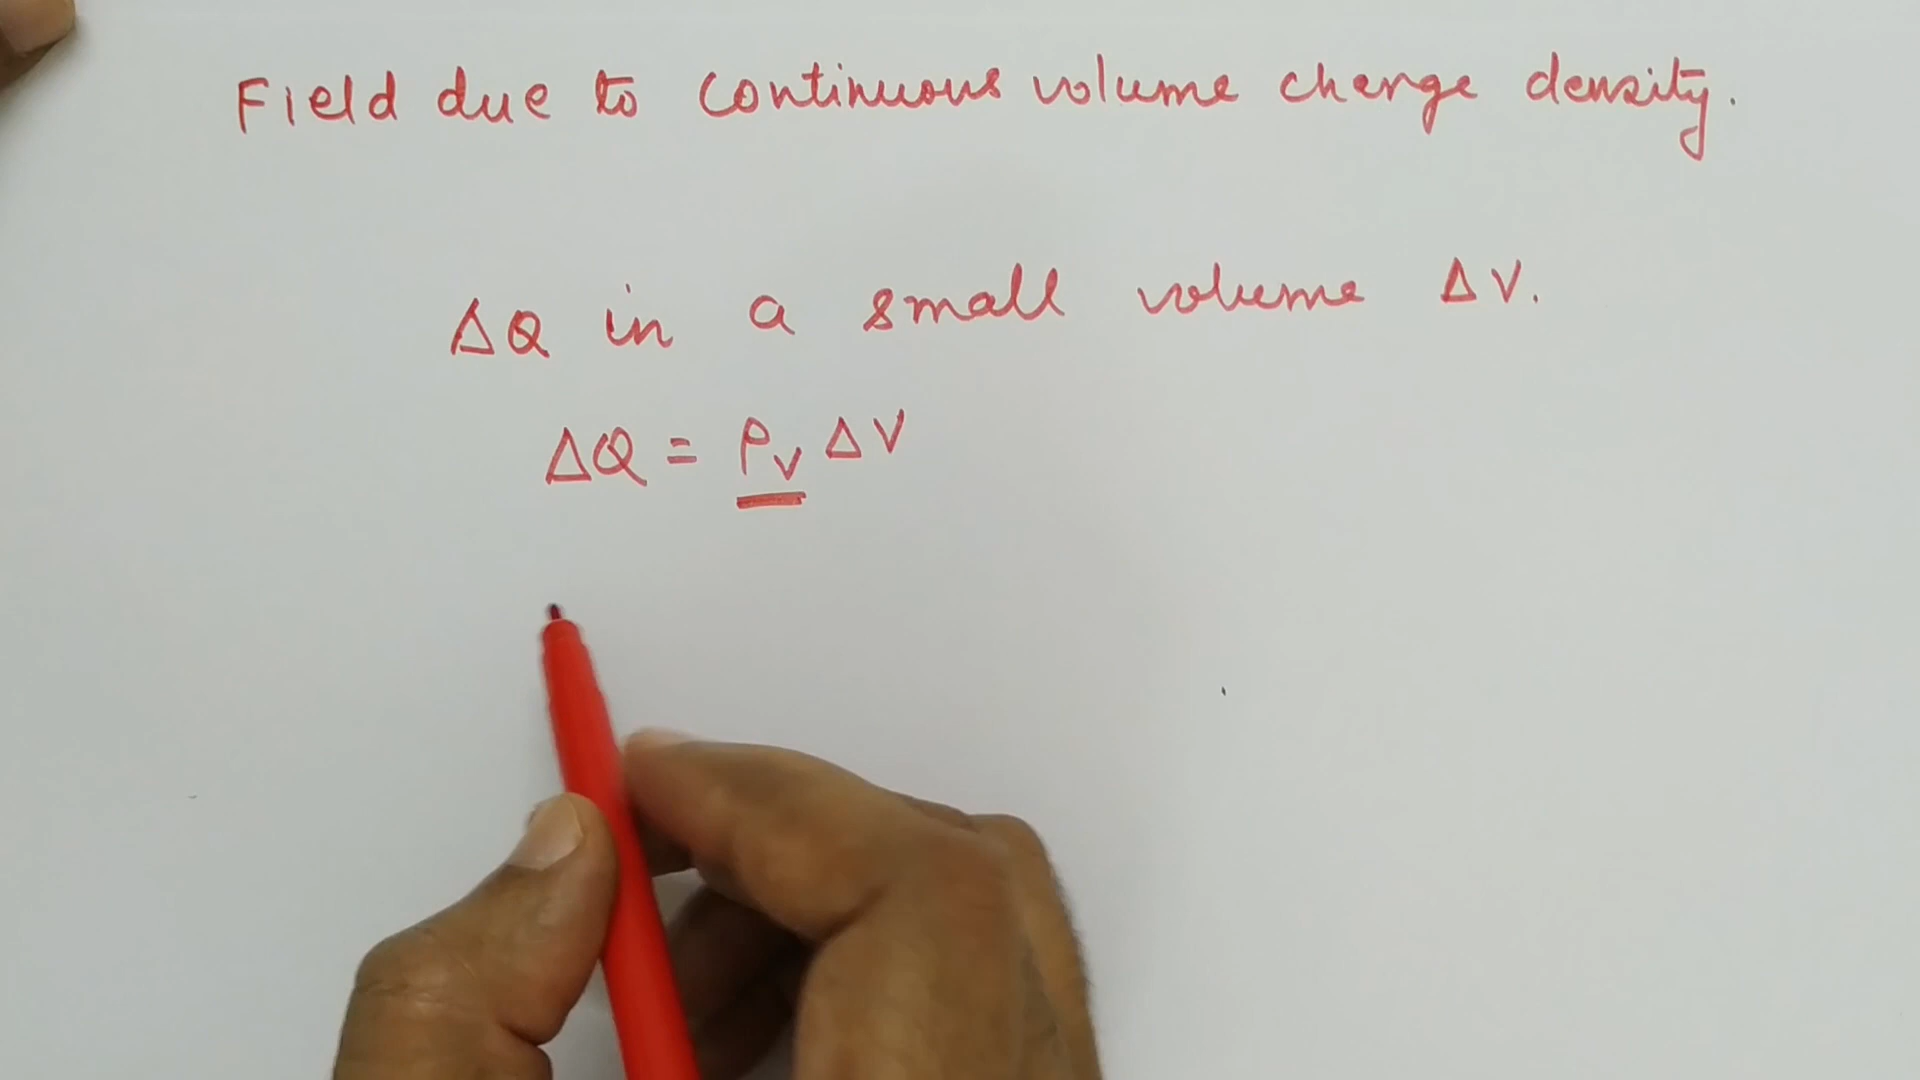 Field due to continuous volume charge density.
ΔQ in a small volume ΔV.
ΔQ = ρᵥ ΔV